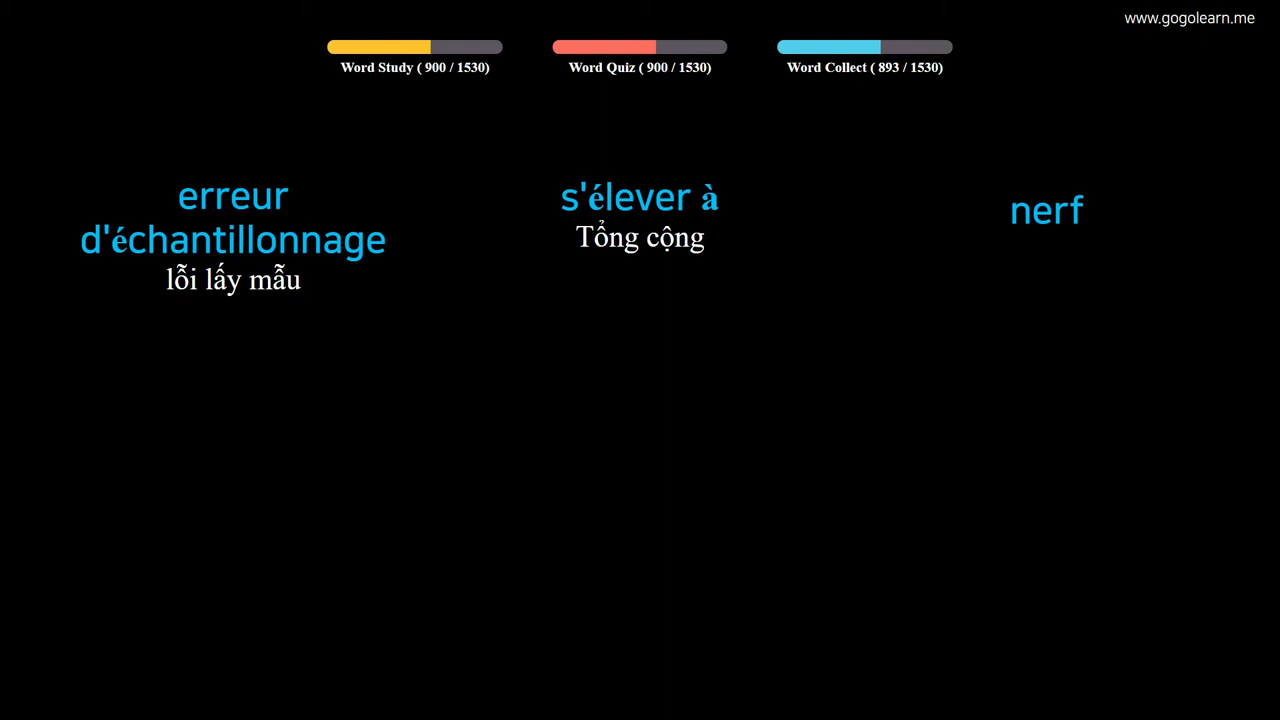 www.gogolearn.me
Word Study ( 900 / 1530)
Word Quiz ( 900 / 1530)
Word Collect ( 893 / 1530)
erreur
d'échantillonnage
lỗi lấy mẫu
s'élever à
Tổng cộng
nerf